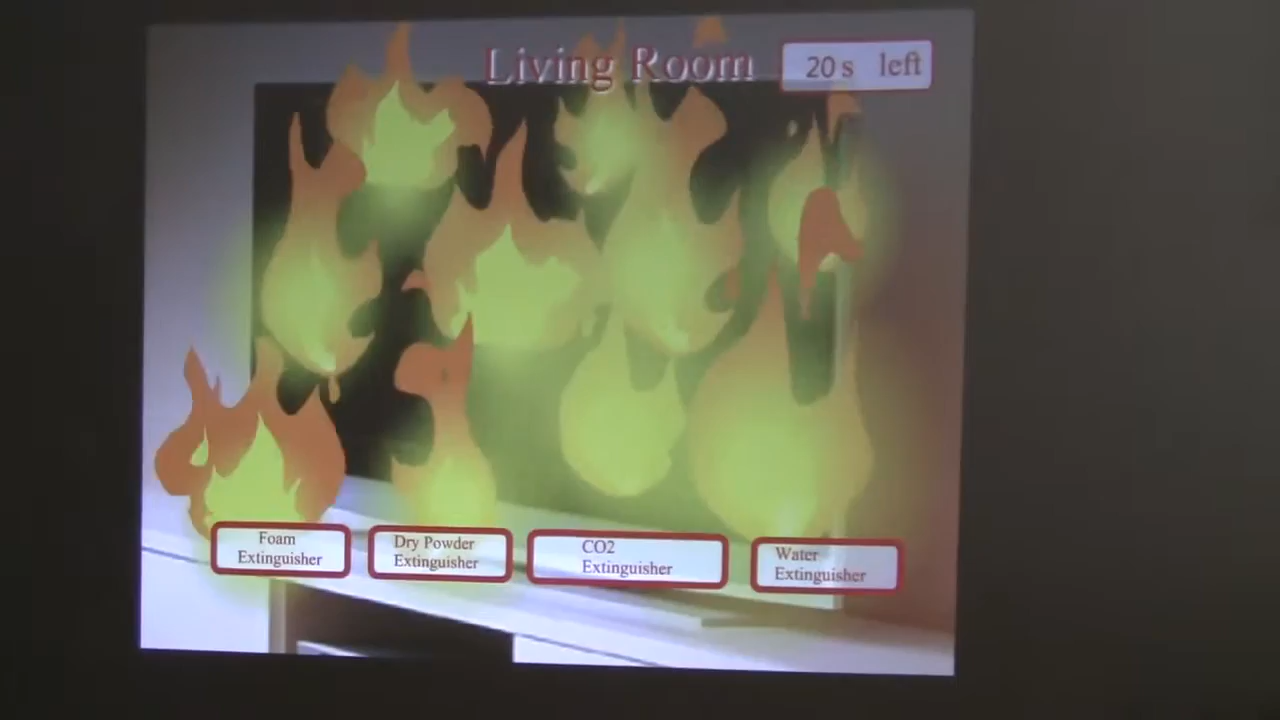 Living Room
20 s left
Foam
Extinguisher
Dry Powder
Extinguisher
CO2
Extinguisher
Water
Extinguisher